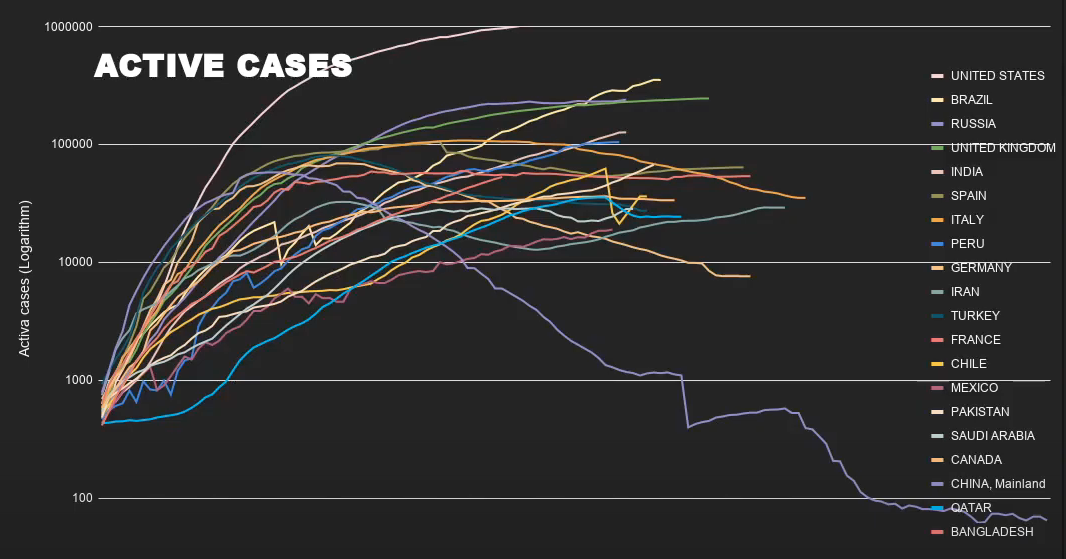 1000000
ACTIVE CASES
100000
10000
1000
100
Activa cases (Logarithm)
UNITED STATES
BRAZIL
RUSSIA
UNITED KINGDOM
INDIA
SPAIN
ITALY
PERU
GERMANY
IRAN
TURKEY
FRANCE
CHILE
MEXICO
PAKISTAN
SAUDI ARABIA
CANADA
CHINA, Mainland
QATAR
BANGLADESH